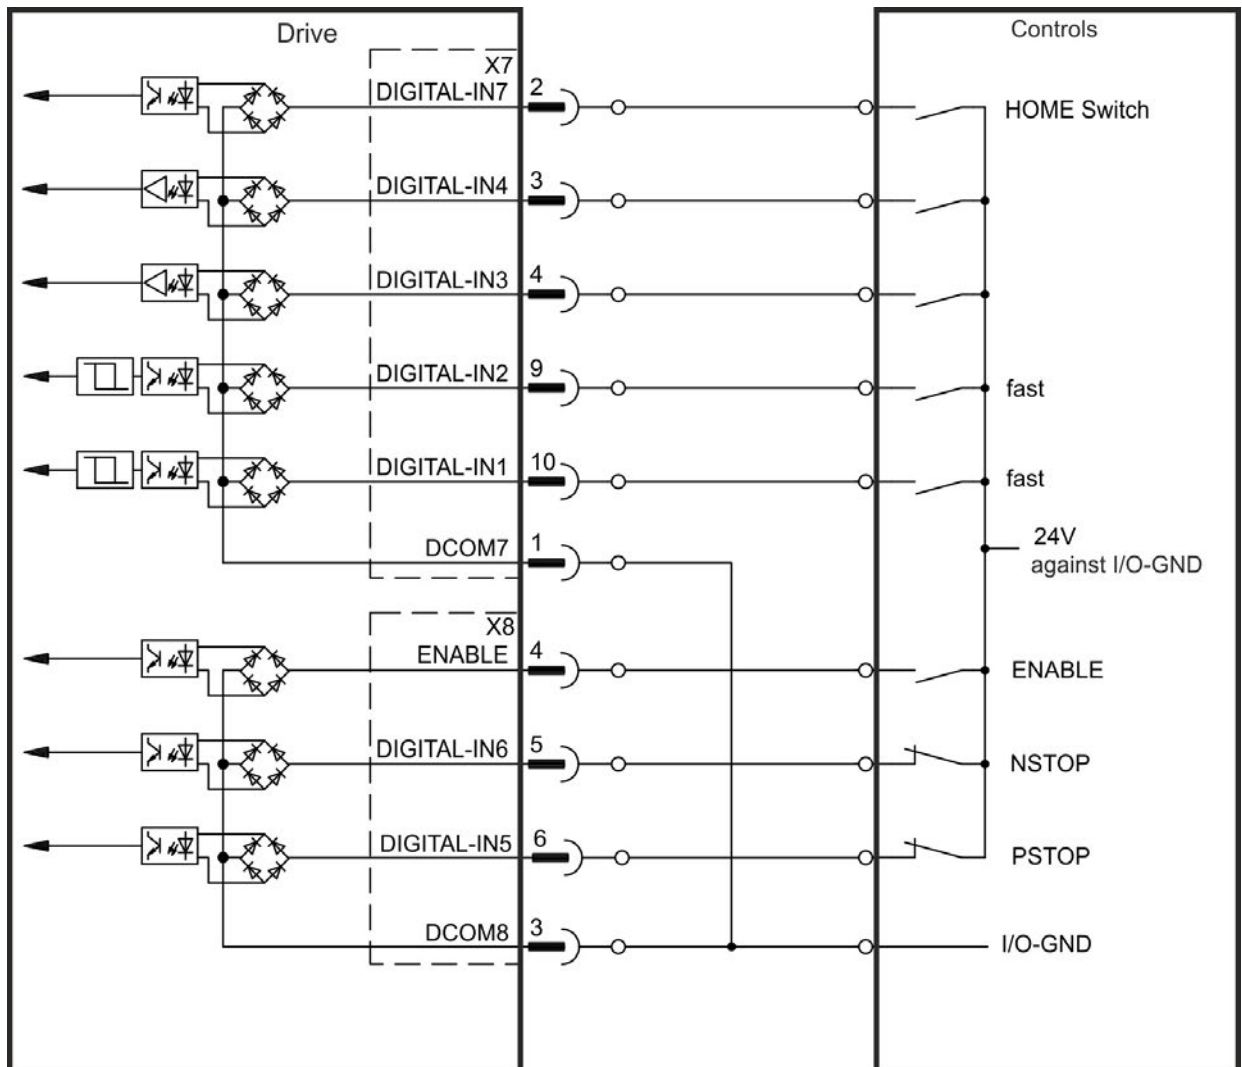 Drive
Controls
X7
DIGITAL-IN7 2
HOME Switch
DIGITAL-IN4 3
DIGITAL-IN3 4
DIGITAL-IN2 9
fast
DIGITAL-IN1 10
fast
DCOM7 1
24V
against I/O-GND
X8
ENABLE 4
ENABLE
DIGITAL-IN6 5
NSTOP
DIGITAL-IN5 6
PSTOP
DCOM8 3
I/O-GND